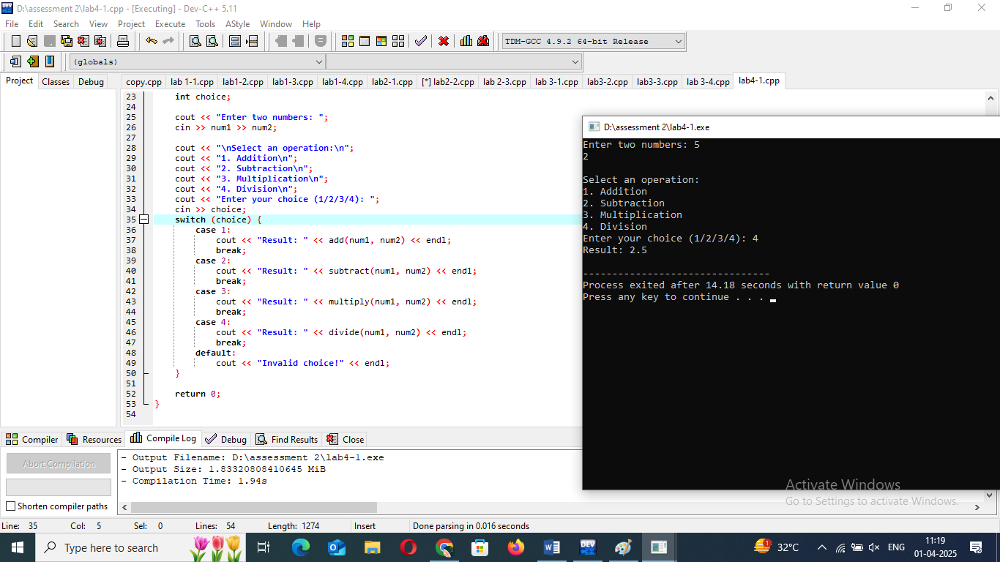 D:\assessment 2\lab4-1.cpp - [Executing] - Dev-C++ 5.11
File Edit Search View Project Execute Tools AStyle Window Help
TDM-GCC 4.9.2 64-bit Release
(globals)
Project Classes Debug
copy.cpp lab 1-1.cpp lab1-2.cpp lab1-3.cpp lab1-4.cpp lab2-1.cpp [*] lab2-2.cpp lab 2-3.cpp lab 3-1.cpp lab3-2.cpp lab3-3.cpp lab 3-4.cpp lab4-1.cpp
23 int choice;
24
25 cout << "Enter two numbers: ";
26 cin >> num1 >> num2;
27
28 cout << "\nSelect an operation:\n";
29 cout << "1. Addition\n";
30 cout << "2. Subtraction\n";
31 cout << "3. Multiplication\n";
32 cout << "4. Division\n";
33 cout << "Enter your choice (1/2/3/4): ";
34 cin >> choice;
35 switch (choice) {
36 case 1:
37 cout << "Result: " << add(num1, num2) << endl;
38 break;
39 case 2:
40 cout << "Result: " << subtract(num1, num2) << endl;
41 break;
42 case 3:
43 cout << "Result: " << multiply(num1, num2) << endl;
44 break;
45 case 4:
46 cout << "Result: " << divide(num1, num2) << endl;
47 break;
48 default:
49 cout << "Invalid choice!" << endl;
50 }
51
52 return 0;
53 }
54
D:\assessment 2\lab4-1.exe
Enter two numbers: 5
2
Select an operation:
1. Addition
2. Subtraction
3. Multiplication
4. Division
Enter your choice (1/2/3/4): 4
Result: 2.5
--------------------------------
Process exited after 14.18 seconds with return value 0
Press any key to continue . . .
Compiler Resources Compile Log Debug Find Results Close
Abort Compilation
Shorten compiler paths
- Output Filename: D:\assessment 2\lab4-1.exe
- Output Size: 1.83320808410645 MiB
- Compilation Time: 1.94s
Activate Windows
Go to Settings to activate Windows.
Line: 35 Col: 5 Sel: 0 Lines: 54 Length: 1274 Insert Done parsing in 0.016 seconds
Type here to search
32°C
ENG
11:19
01-04-2025